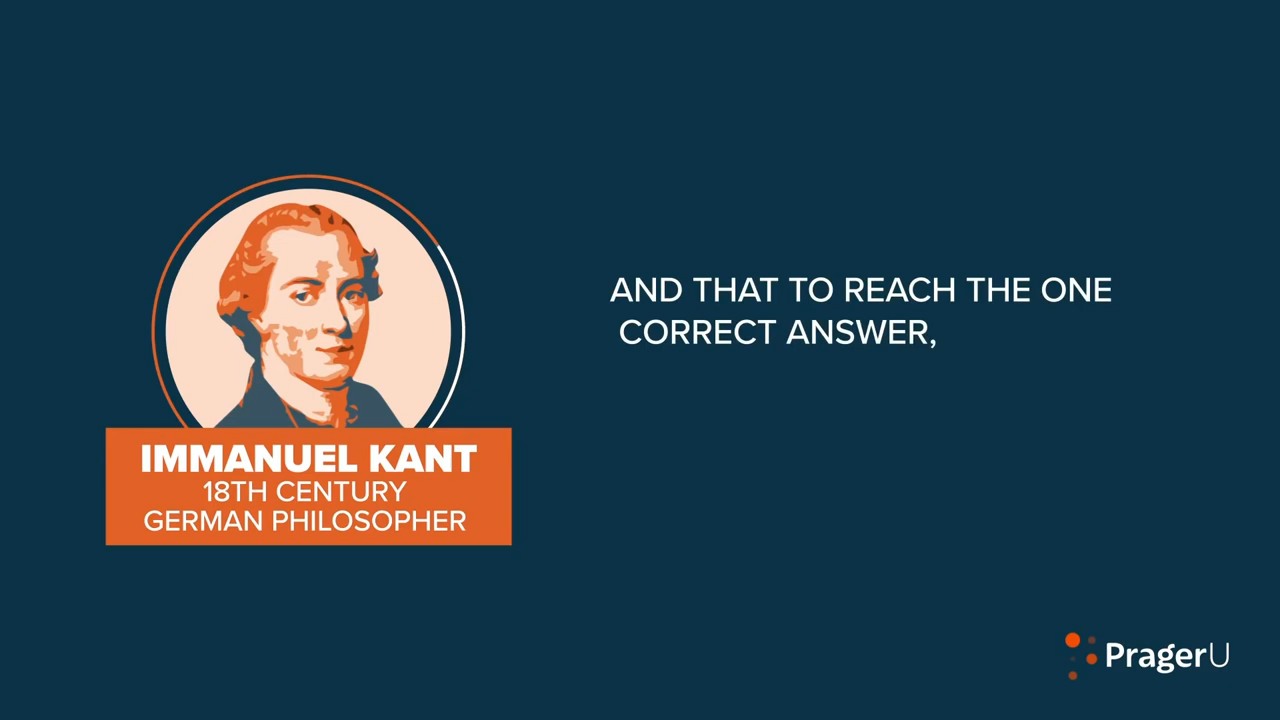 AND THAT TO REACH THE ONE
CORRECT ANSWER,
IMMANUEL KANT
18TH CENTURY
GERMAN PHILOSOPHER
PragerU